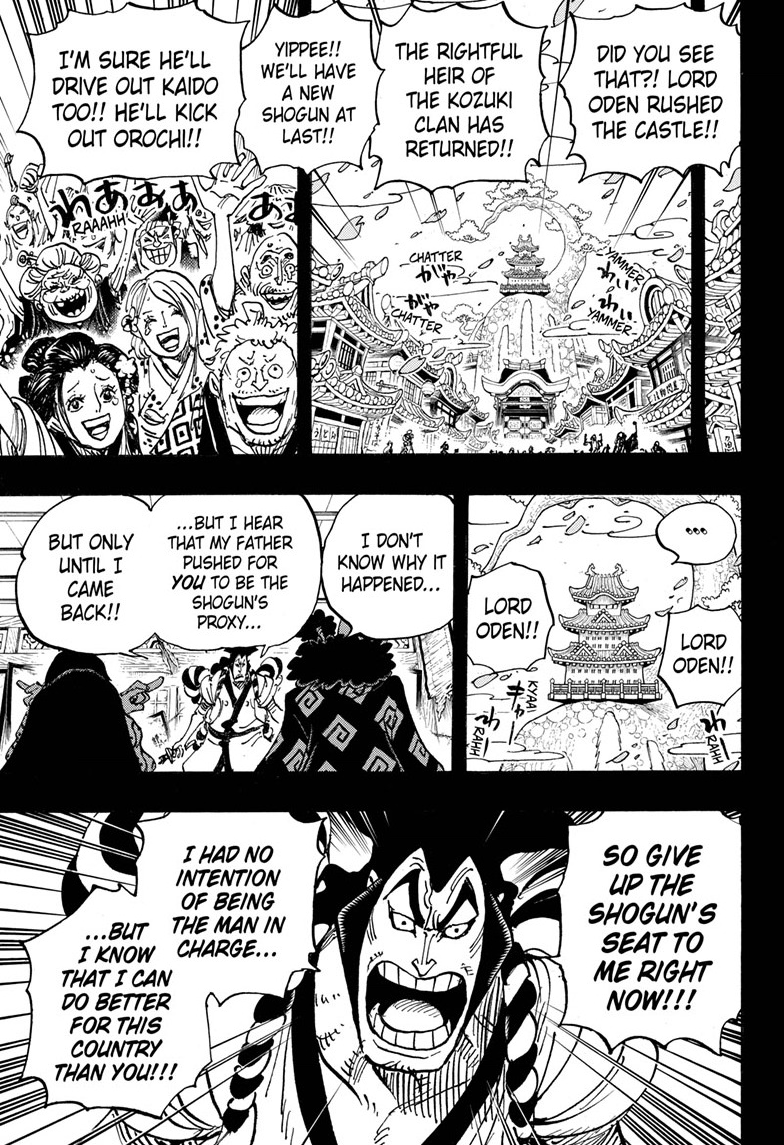 DID YOU SEE
THAT?! LORD
ODEN RUSHED
THE CASTLE!!
THE RIGHTFUL
HEIR OF
THE KOZUKI
CLAN HAS
RETURNED!!
YAMMER
わい
わい
YAMMER
CHATTER
がや
がや
CHATTER
うどん
YIPPEE!!
WE'LL HAVE
A NEW
SHOGUN AT
LAST!!
I'M SURE HE'LL
DRIVE OUT KAIDO
TOO!! HE'LL KICK
OUT OROCHI!!
わあああ
RAAAHH
...
LORD
ODEN!!
LORD
ODEN!!
KYAA!
キャー
RAHH
RAHH
I DON'T
KNOW WHY IT
HAPPENED...
...BUT I HEAR
THAT MY FATHER
PUSHED FOR
YOU TO BE THE
SHOGUN'S
PROXY...
BUT ONLY
UNTIL I
CAME
BACK!!
SO GIVE
UP THE
SHOGUN'S
SEAT TO
ME RIGHT
NOW!!!
I HAD NO
INTENTION
OF BEING
THE MAN IN
CHARGE...
...BUT
I KNOW
THAT I CAN
DO BETTER
FOR THIS
COUNTRY
THAN YOU!!!